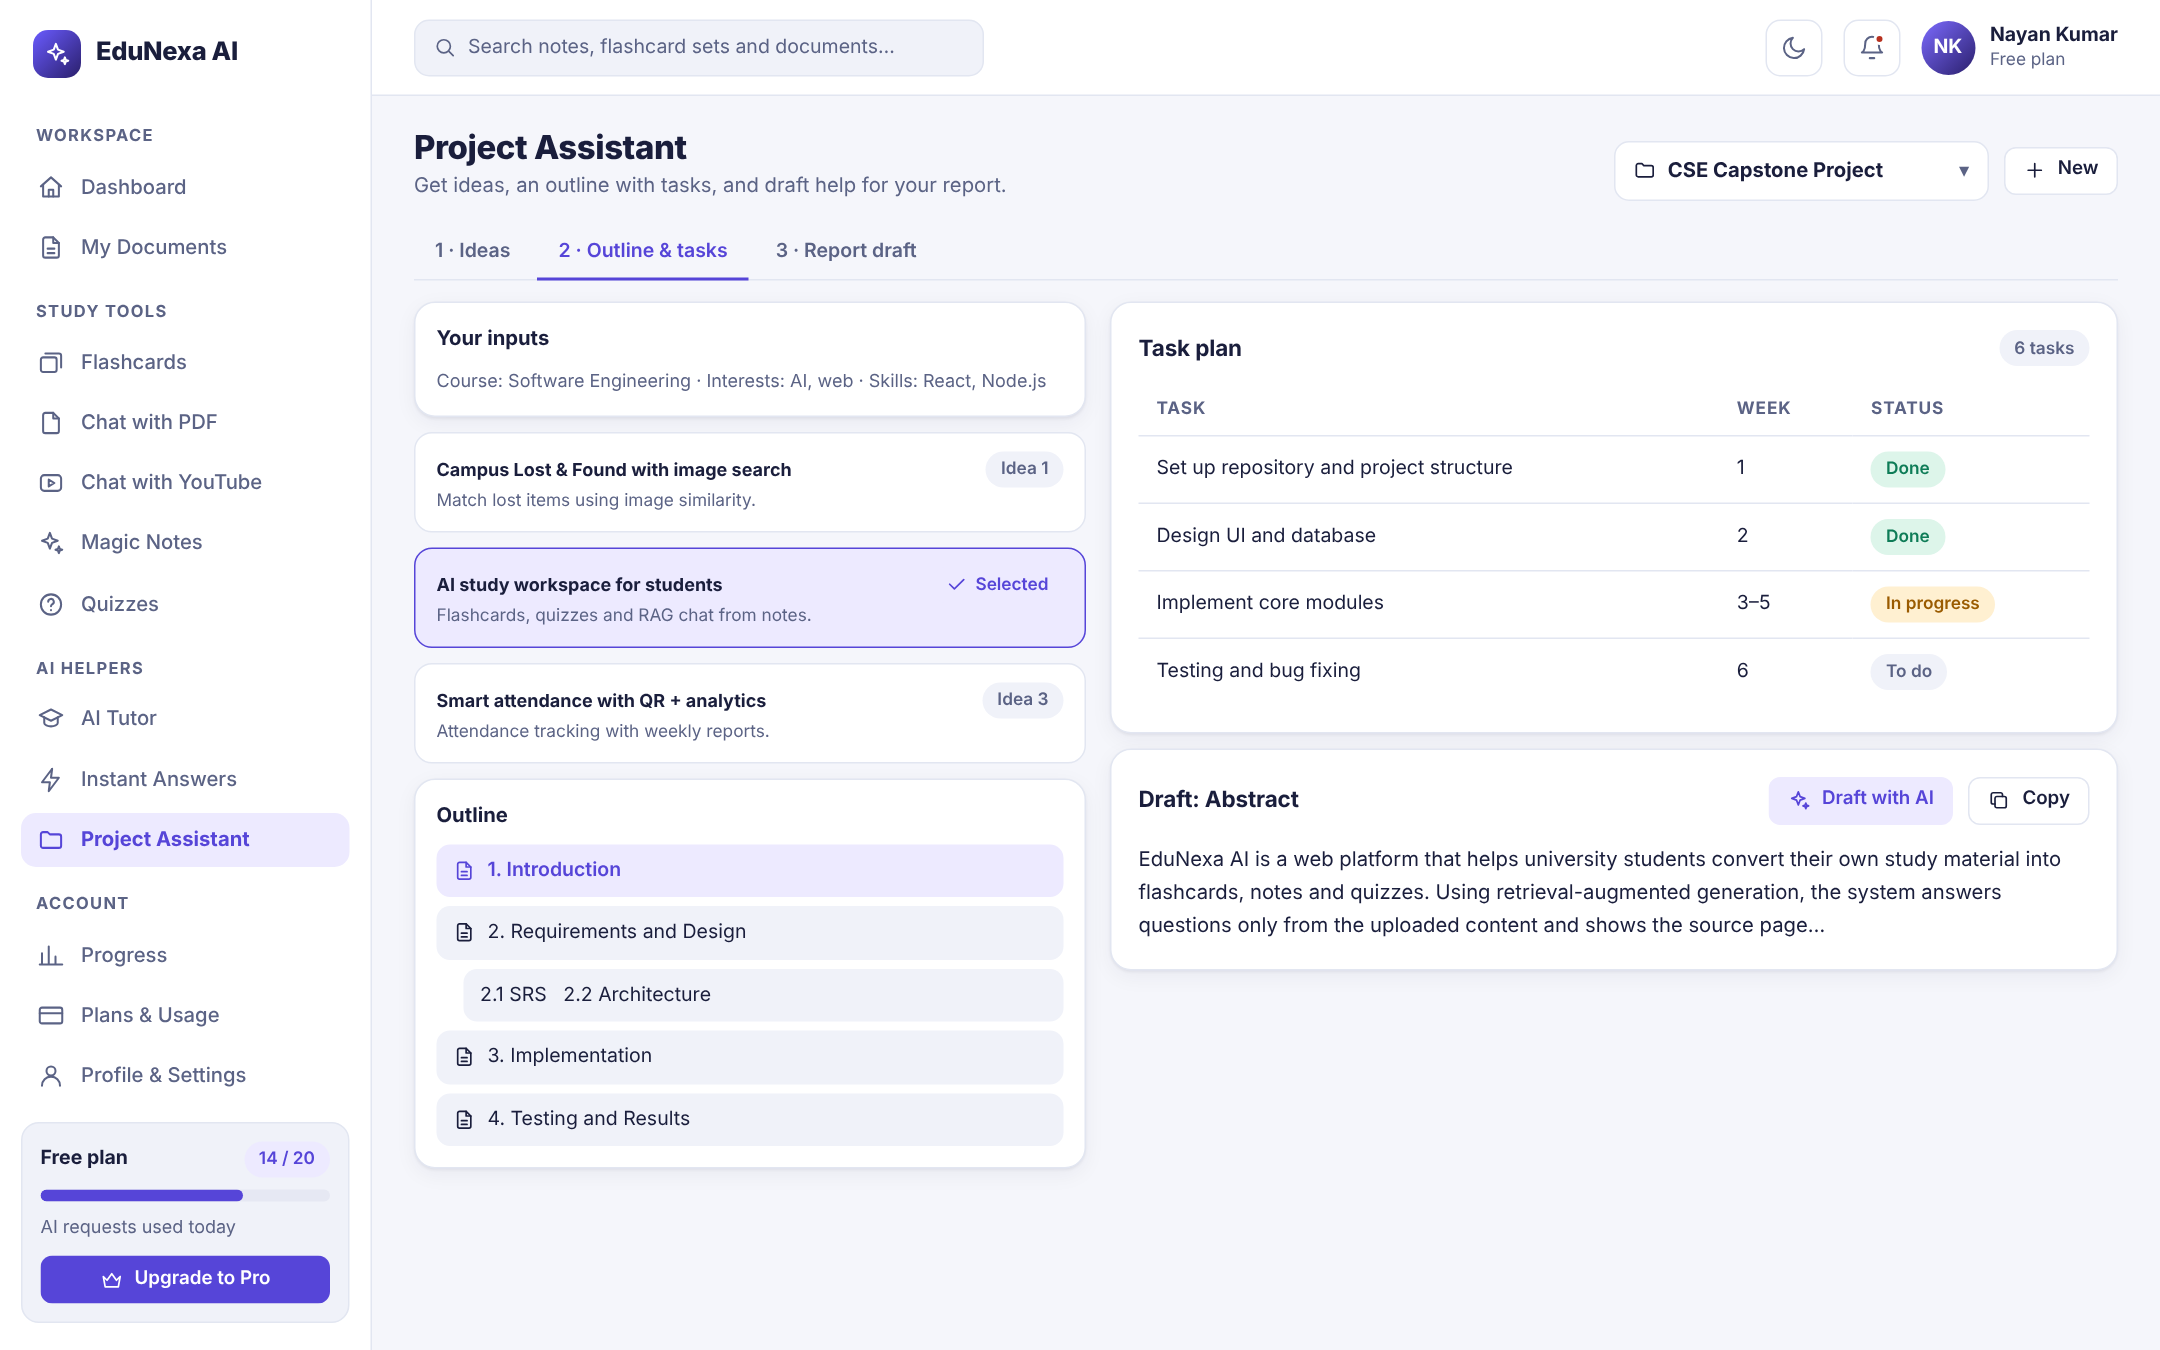 EduNexa AI
WORKSPACE
Dashboard
My Documents
STUDY TOOLS
Flashcards
Chat with PDF
Chat with YouTube
Magic Notes
Quizzes
AI HELPERS
AI Tutor
Instant Answers
Project Assistant
ACCOUNT
Progress
Plans & Usage
Profile & Settings
Free plan 14 / 20
AI requests used today
Upgrade to Pro
Search notes, flashcard sets and documents...
NK
Nayan Kumar
Free plan
Project Assistant
Get ideas, an outline with tasks, and draft help for your report.
CSE Capstone Project ▾
+ New
1 · Ideas 2 · Outline & tasks 3 · Report draft
Your inputs
Course: Software Engineering · Interests: AI, web · Skills: React, Node.js
Campus Lost & Found with image search Idea 1
Match lost items using image similarity.
AI study workspace for students ✓ Selected
Flashcards, quizzes and RAG chat from notes.
Smart attendance with QR + analytics Idea 3
Attendance tracking with weekly reports.
Outline
1. Introduction
2. Requirements and Design
2.1 SRS 2.2 Architecture
3. Implementation
4. Testing and Results
Task plan 6 tasks
TASK WEEK STATUS
Set up repository and project structure 1 Done
Design UI and database 2 Done
Implement core modules 3–5 In progress
Testing and bug fixing 6 To do
Draft: Abstract Draft with AI Copy
EduNexa AI is a web platform that helps university students convert their own study material into
flashcards, notes and quizzes. Using retrieval-augmented generation, the system answers
questions only from the uploaded content and shows the source page...